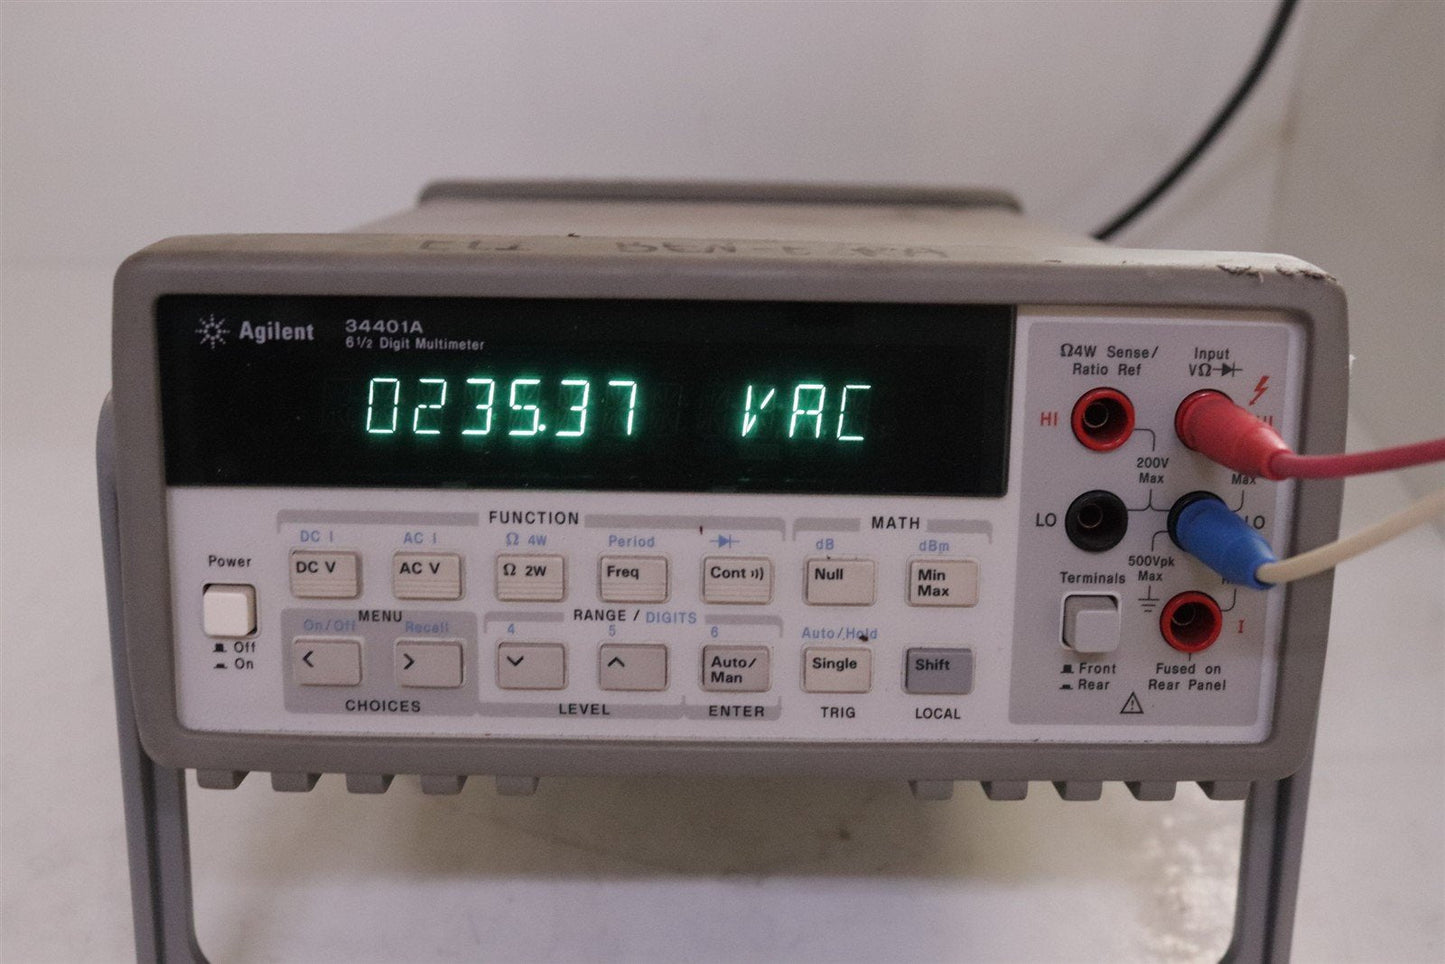 Agilent 34401A
6½ Digit Multimeter
0235.37 VAC
Ω4W Sense/
Ratio Ref
Input
VΩ
HI
200V
Max
Max
LO
LO
500Vpk
Max
Terminals
Front
Rear
I
Fused on
Rear Panel
FUNCTION
MATH
DC I
AC I
Ω 4W
Period
dB
dBm
Power
DC V
AC V
Ω 2W
Freq
Cont
Null
Min
Max
Off
On
MENU
RANGE / DIGITS
On/Off
Recall
4
5
6
Auto/Hold
<
>
Auto/
Man
Single
Shift
CHOICES
LEVEL
ENTER
TRIG
LOCAL